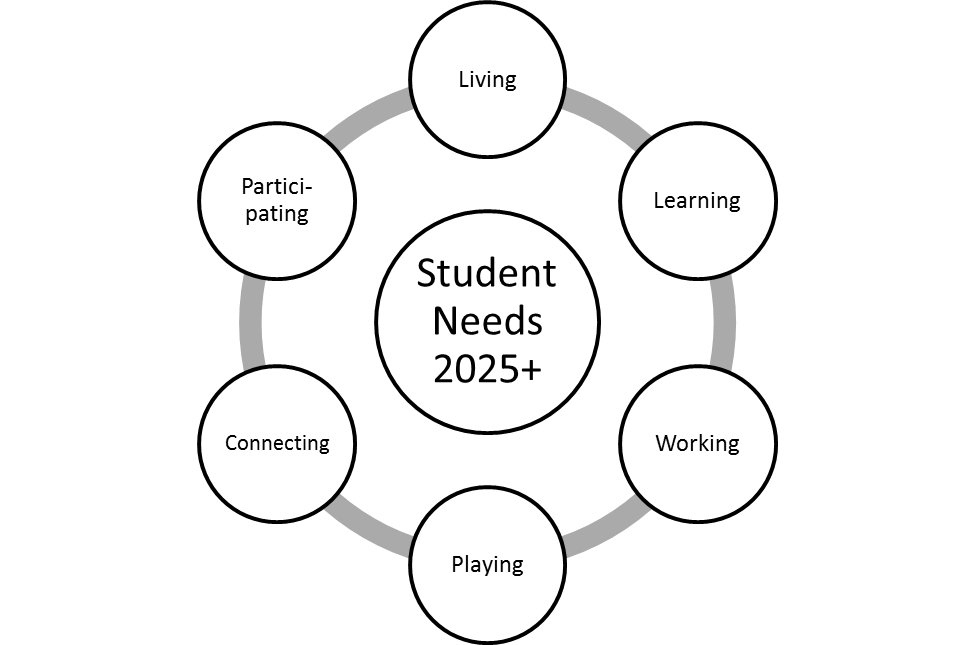 Living
Learning
Working
Playing
Connecting
Partici-
pating
Student
Needs
2025+